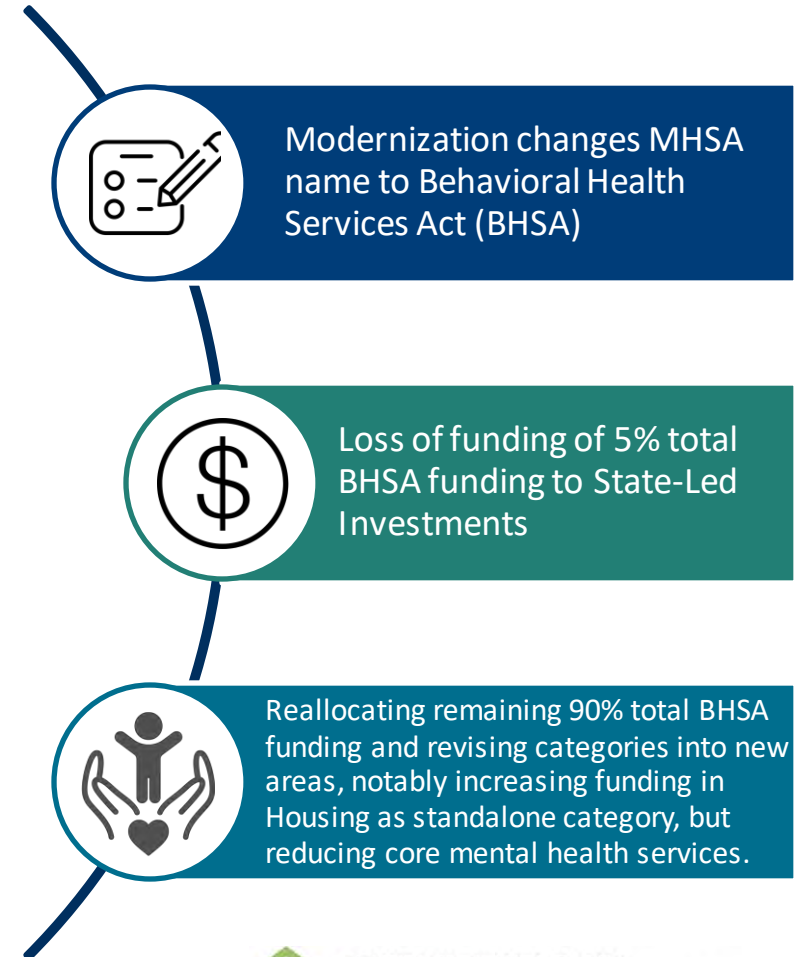 Modernization changes MHSA
name to Behavioral Health
Services Act (BHSA)
$
Loss of funding of 5% total
BHSA funding to State-Led
Investments
Reallocating remaining 90% total BHSA
funding and revising categories into new
areas, notably increasing funding in
Housing as standalone category, but
reducing core mental health services.